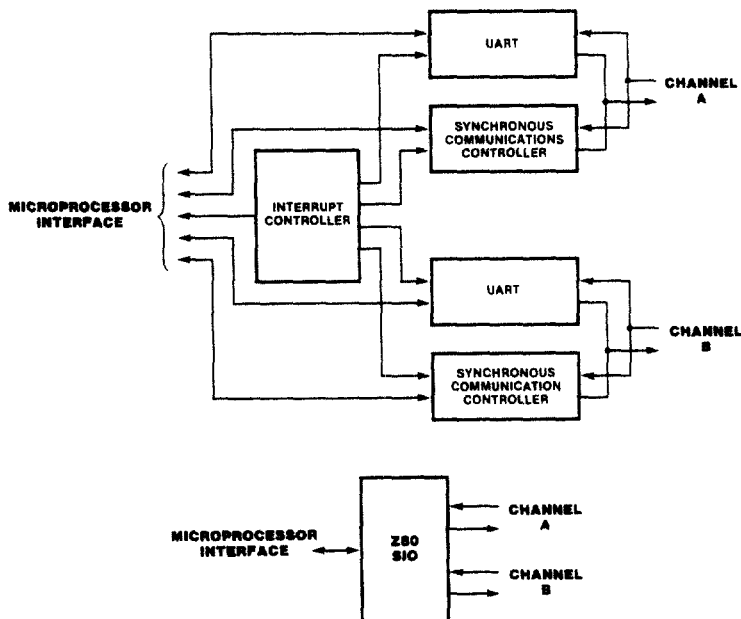 UART
CHANNEL
A
SYNCHRONOUS
COMMUNICATIONS
CONTROLLER
MICROPROCESSOR
INTERFACE
INTERRUPT
CONTROLLER
UART
CHANNEL
B
SYNCHRONOUS
COMMUNICATION
CONTROLLER
MICROPROCESSOR
INTERFACE
Z80
SIO
CHANNEL
A
CHANNEL
B